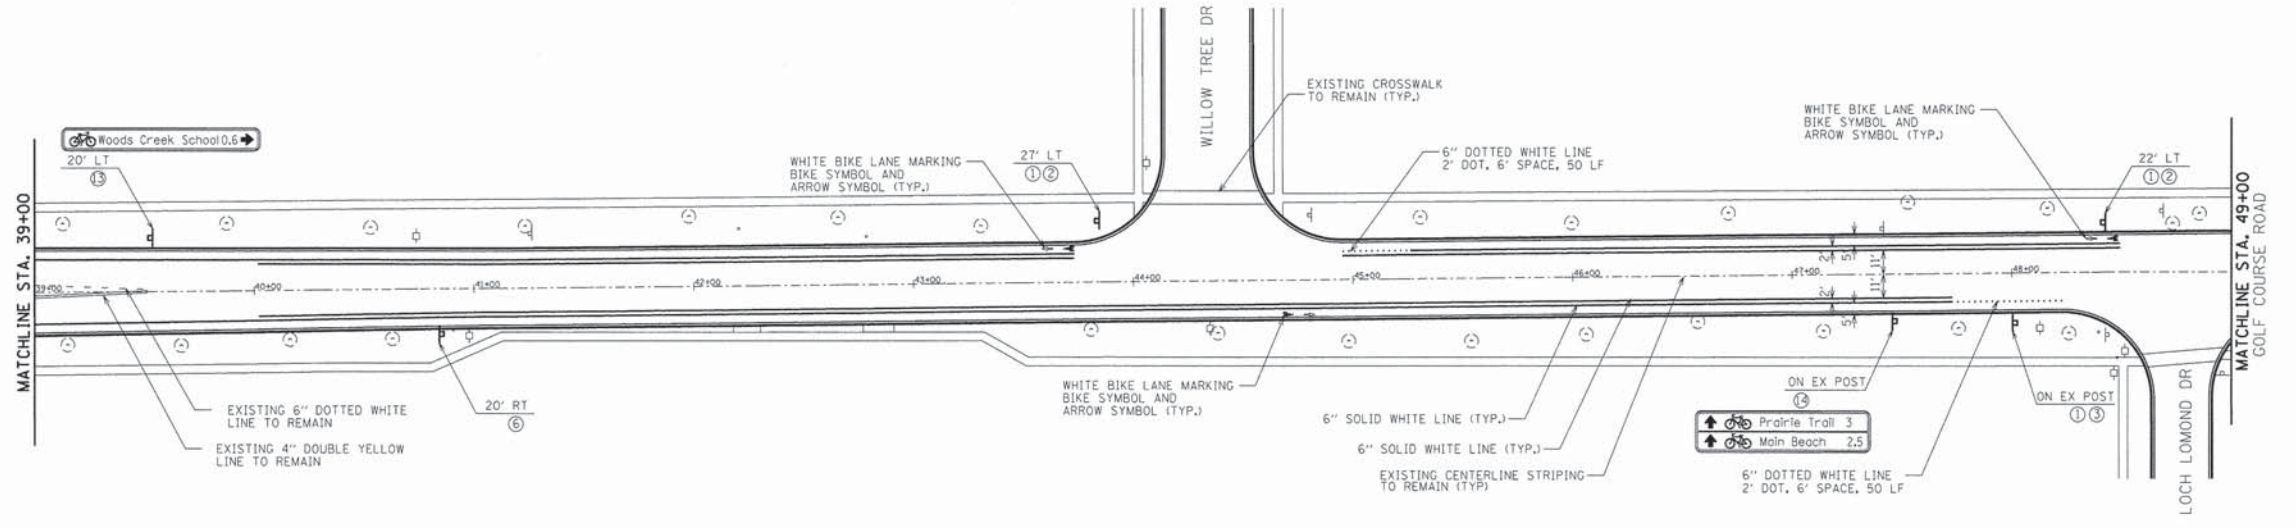 MATCHLINE STA. 39+00
Woods Creek School 0.6
20' LT
13
WHITE BIKE LANE MARKING
BIKE SYMBOL AND
ARROW SYMBOL (TYP.)
27' LT
1 2
WILLOW TREE DR
EXISTING CROSSWALK
TO REMAIN (TYP.)
6" DOTTED WHITE LINE
2' DOT, 6' SPACE, 50 LF
WHITE BIKE LANE MARKING
BIKE SYMBOL AND
ARROW SYMBOL (TYP.)
22' LT
1 2
MATCHLINE STA. 49+00
GOLF COURSE ROAD
39+00
40+00
41+00
42+00
43+00
44+00
45+00
46+00
47+00
48+00
2'
5'
11'
11'
2'
5'
EXISTING 6" DOTTED WHITE
LINE TO REMAIN
EXISTING 4" DOUBLE YELLOW
LINE TO REMAIN
20' RT
6
WHITE BIKE LANE MARKING
BIKE SYMBOL AND
ARROW SYMBOL (TYP.)
6" SOLID WHITE LINE (TYP.)
6" SOLID WHITE LINE (TYP.)
EXISTING CENTERLINE STRIPING
TO REMAIN (TYP)
ON EX POST
14
Prairie Trail 3
Main Beach 2.5
6" DOTTED WHITE LINE
2' DOT, 6' SPACE, 50 LF
ON EX POST
1 3
LOCH LOMOND DR